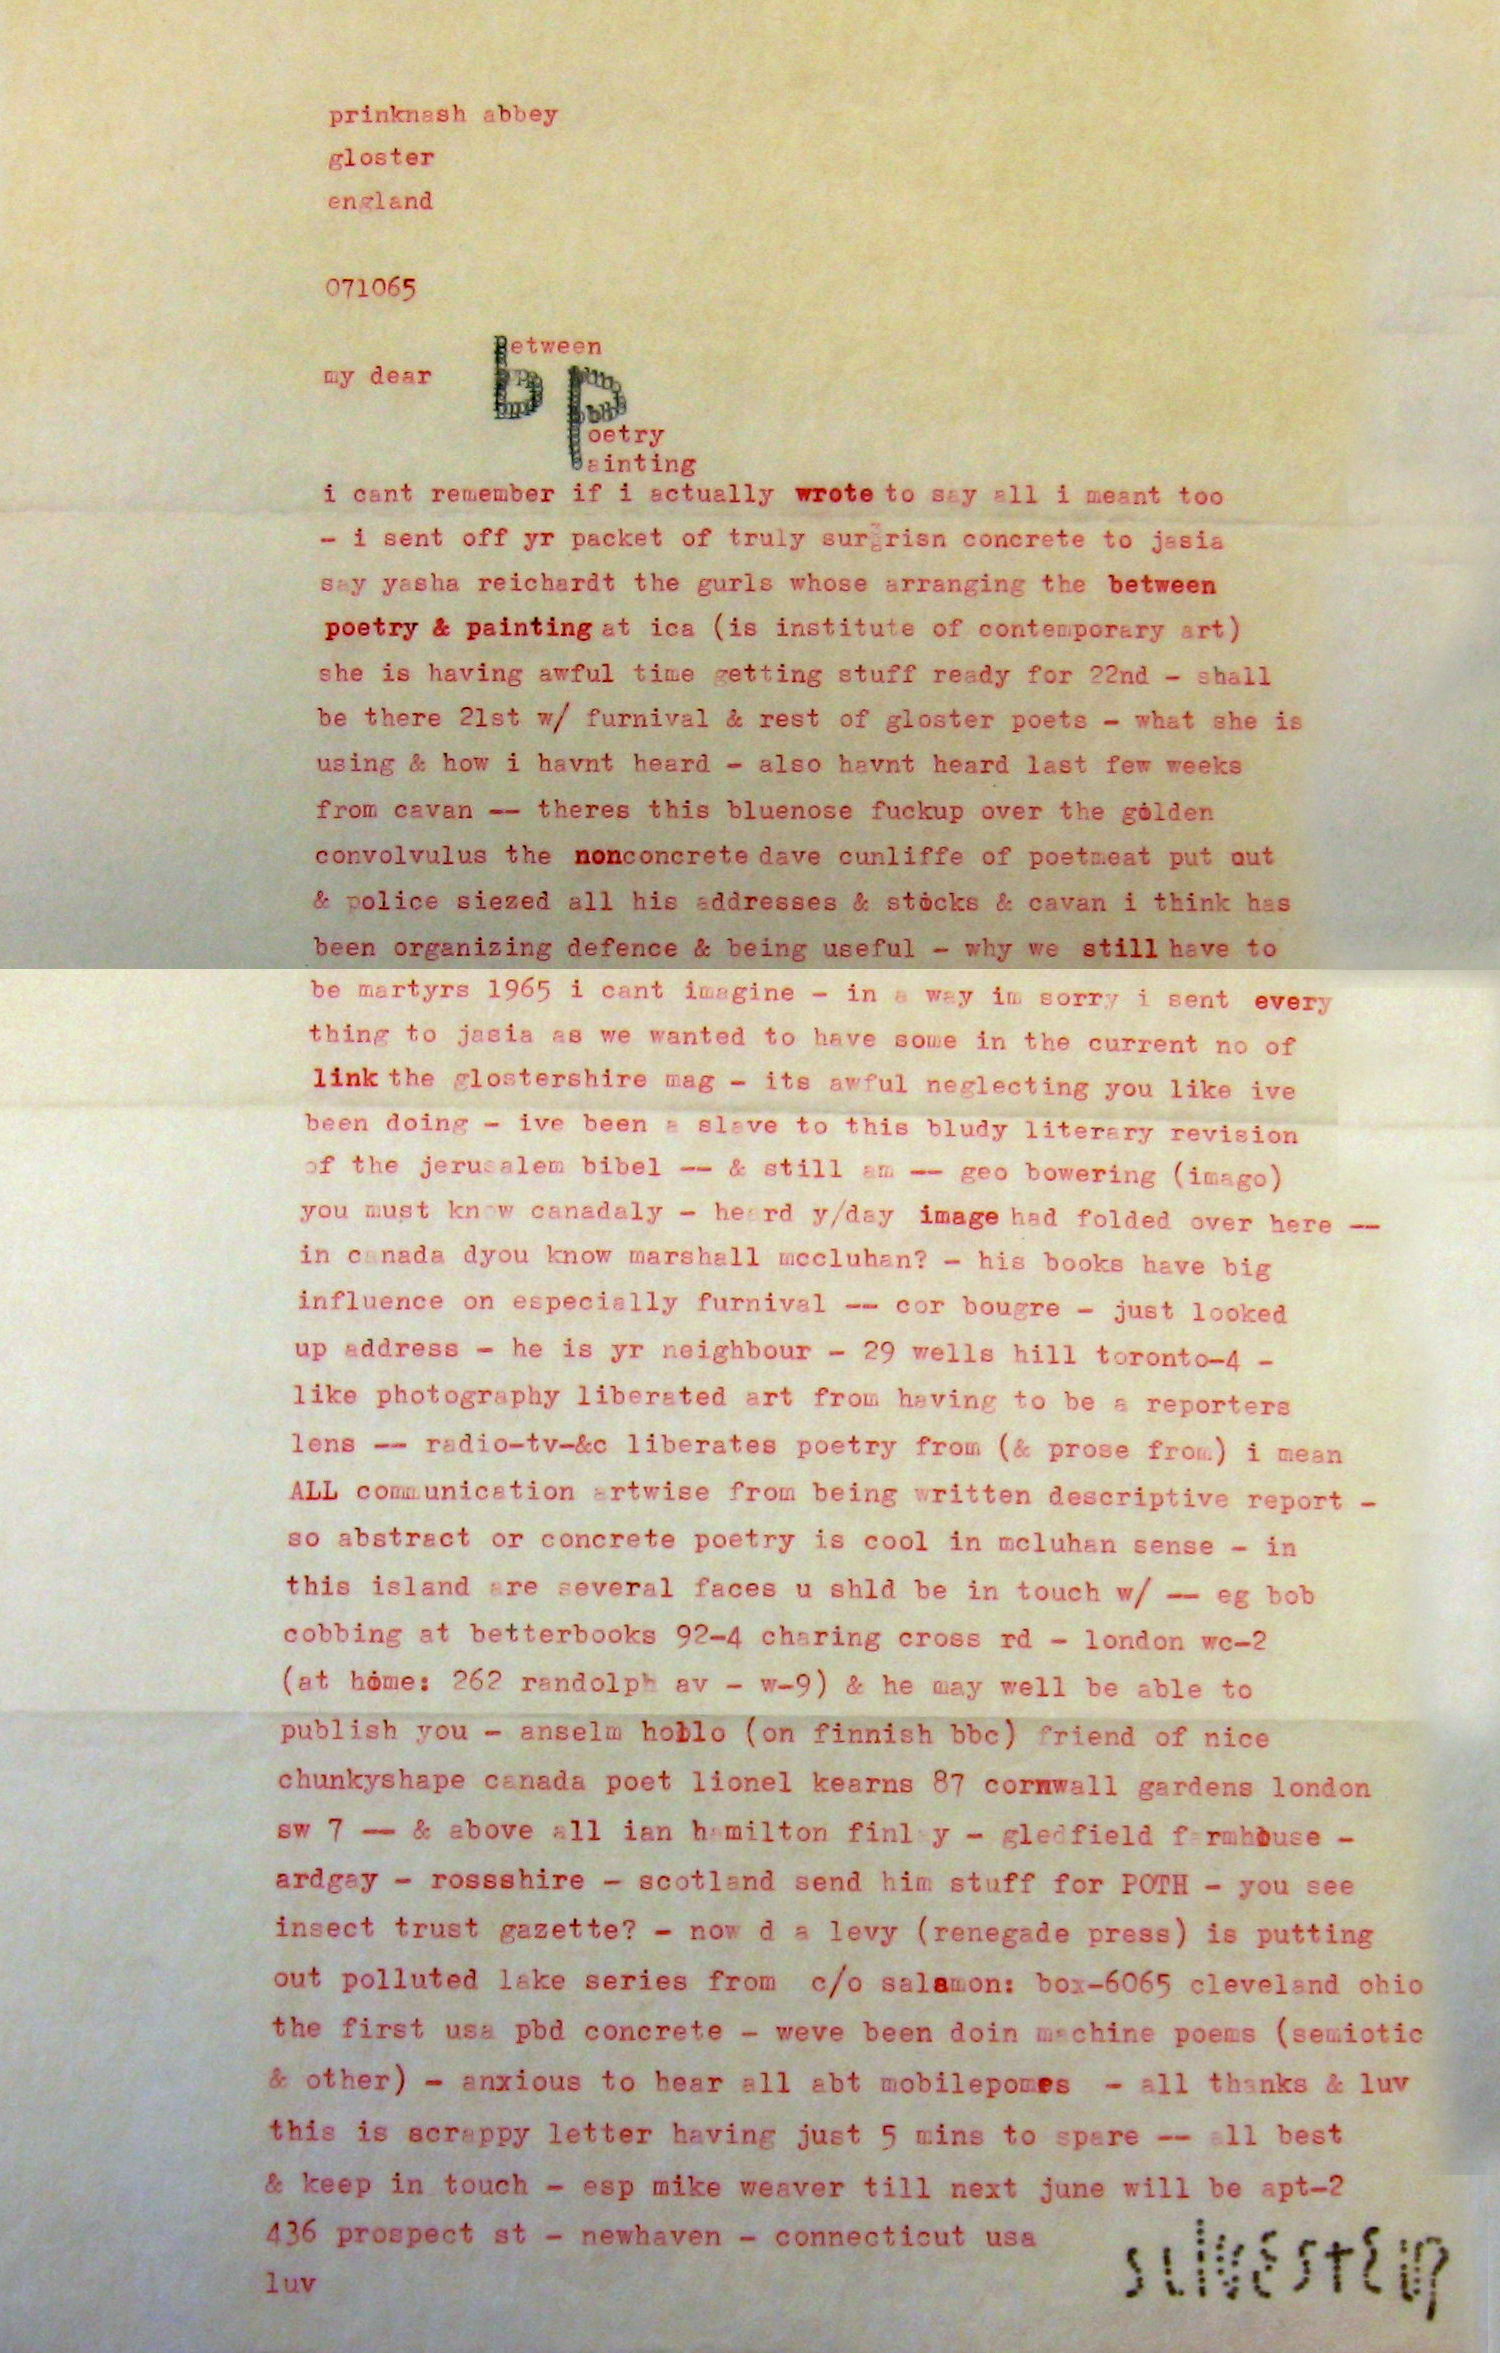 prinknash abbey
gloster
england
071065
between
my dear bp
poetry
painting
i cant remember if i actually wrote to say all i meant too
- i sent off yr packet of truly surprisn concrete to jasia
say yasha reichardt the gurls whose arranging the between
poetry & painting at ica (is institute of contemporary art)
she is having awful time getting stuff ready for 22nd - shall
be there 21st w/ furnival & rest of gloster poets - what she is
using & how i havnt heard - also havnt heard last few weeks
from cavan -- theres this bluenose fuckup over the golden
convolvulus the nonconcrete dave cunliffe of poetmeat put out
& police siezed all his addresses & stocks & cavan i think has
been organizing defence & being useful - why we still have to
be martyrs 1965 i cant imagine - in a way im sorry i sent every
thing to jasia as we wanted to have some in the current no of
link the glostershire mag - its awful neglecting you like ive
been doing - ive been a slave to this bludy literary revision
of the jerusalem bibel -- & still am -- geo bowering (imago)
you must know canadaly - heard y/day image had folded over here --
in canada dyou know marshall mccluhan? - his books have big
influence on especially furnival -- cor bougre - just looked
up address - he is yr neighbour - 29 wells hill toronto-4 -
like photography liberated art from having to be a reporters
lens -- radio-tv-&c liberates poetry from (& prose from) i mean
ALL communication artwise from being written descriptive report -
so abstract or concrete poetry is cool in mcluhan sense - in
this island are several faces u shld be in touch w/ -- eg bob
cobbing at betterbooks 92-4 charing cross rd - london wc-2
(at home: 262 randolph av - w-9) & he may well be able to
publish you - anselm hollo (on finnish bbc) friend of nice
chunkyshape canada poet lionel kearns 87 cornwall gardens london
sw 7 -- & above all ian hamilton finlay - gledfield farmhouse -
ardgay - rossshire - scotland send him stuff for POTH - you see
insect trust gazette? - now d a levy (renegade press) is putting
out polluted lake series from c/o salamon: box-6065 cleveland ohio
the first usa pbd concrete - weve been doin machine poems (semiotic
& other) - anxious to hear all abt mobilepomes - all thanks & luv
this is scrappy letter having just 5 mins to spare -- all best
& keep in touch - esp mike weaver till next june will be apt-2
436 prospect st - newhaven - connecticut usa
luv
sylvester